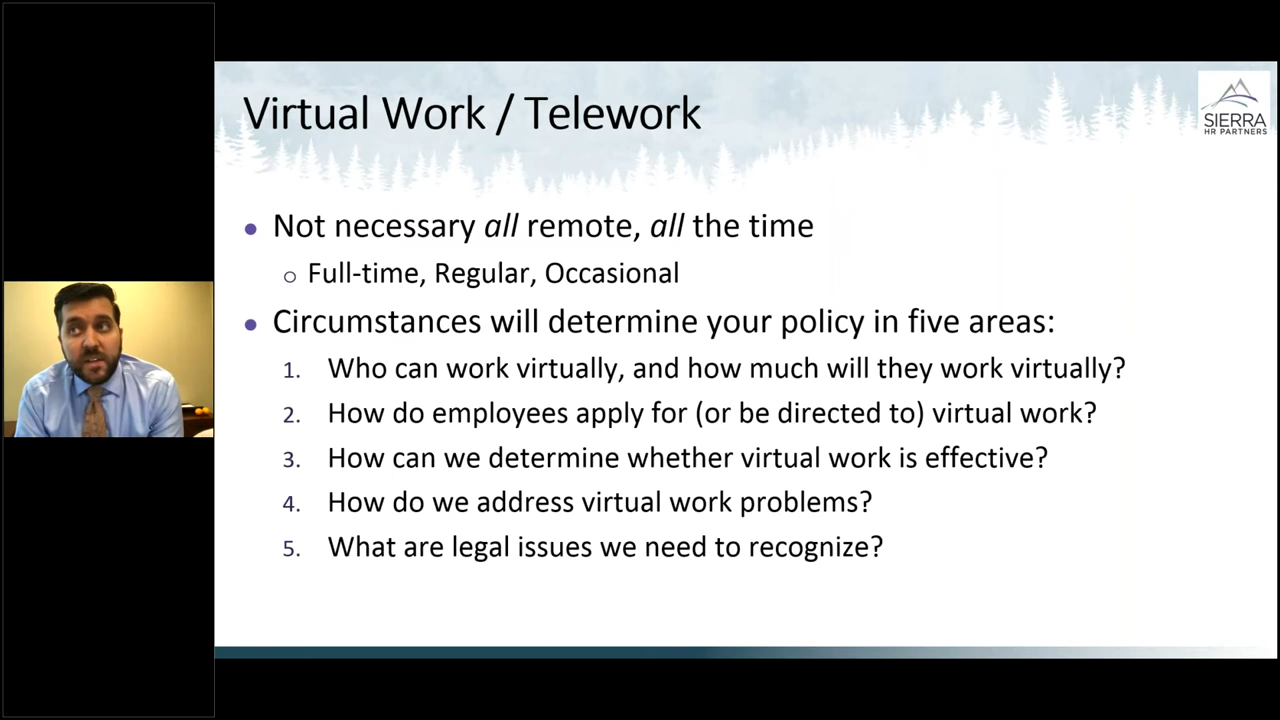 Virtual Work / Telework
SIERRA
HR PARTNERS
• Not necessary all remote, all the time
○ Full-time, Regular, Occasional
• Circumstances will determine your policy in five areas:
1. Who can work virtually, and how much will they work virtually?
2. How do employees apply for (or be directed to) virtual work?
3. How can we determine whether virtual work is effective?
4. How do we address virtual work problems?
5. What are legal issues we need to recognize?